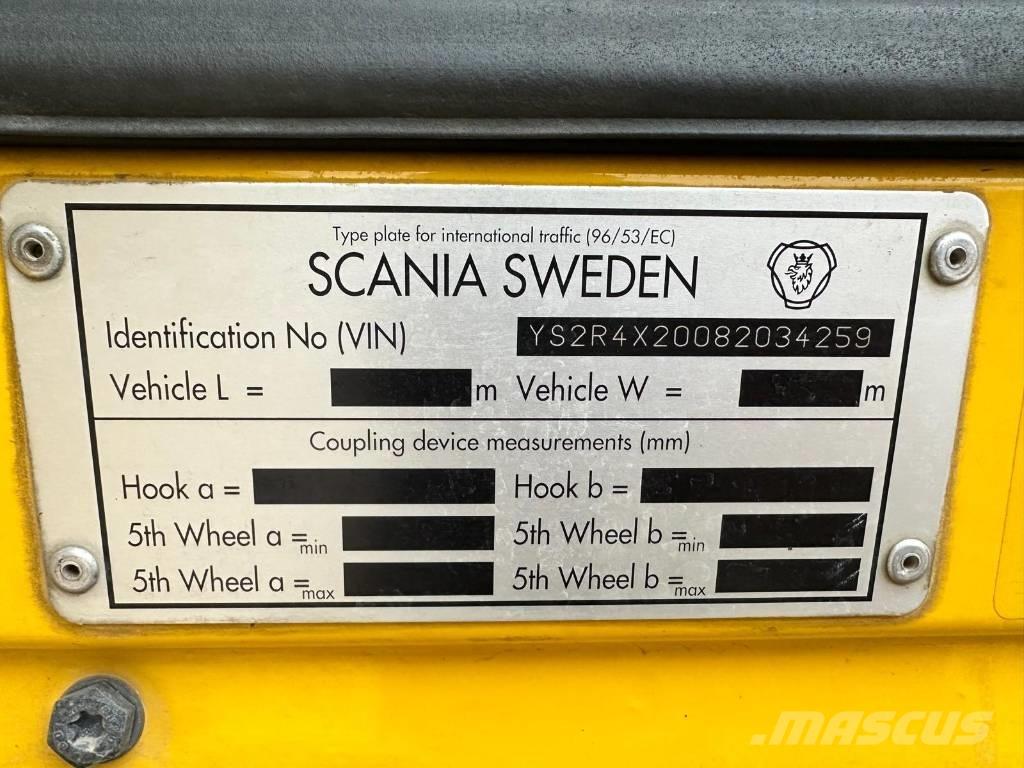 Type plate for international traffic (96/53/EC)
SCANIA SWEDEN
Identification No (VIN) YS2R4X20082034259
Vehicle L = m Vehicle W = m
Coupling device measurements (mm)
Hook a = Hook b =
5th Wheel a =min 5th Wheel b =min
5th Wheel a =max 5th Wheel b =max
MASCUS